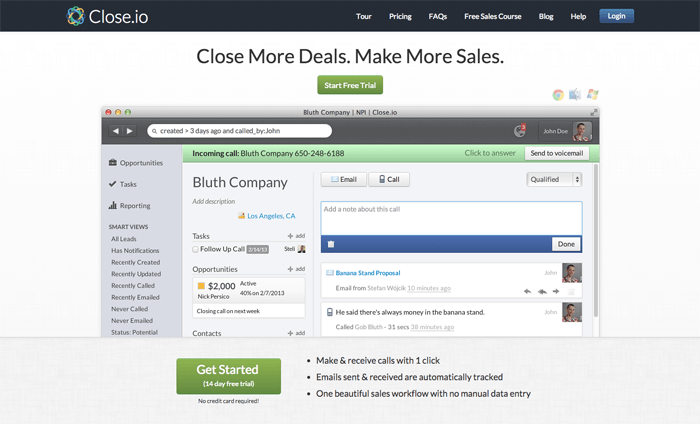 Close.io
Tour Pricing FAQs Free Sales Course Blog Help Login
Close More Deals. Make More Sales.
Start Free Trial
Bluth Company | NPI | Close.io
created > 3 days ago and called_by:John
John Doe
Incoming call: Bluth Company 650-248-6188 Click to answer Send to voicemail
Opportunities
Tasks
Reporting
SMART VIEWS
All Leads
Has Notifications
Recently Created
Recently Updated
Recently Called
Recently Emailed
Never Called
Never Emailed
Status: Potential
Bluth Company
Add description
Los Angeles, CA
Tasks + add
Follow Up Call 2/14/13 Steli
Opportunities + add
$2,000 Active
40% on 2/7/2013
Nick Persico
Closing call on next week
Contacts + add
Email Call Qualified
Add a note about this call
Done
Banana Stand Proposal John
Email from Stefan Wójcik 10 minutes ago
He said there's always money in the banana stand. John
Called Gob Bluth - 31 secs 38 minutes ago
Get Started
(14 day free trial)
No credit card required!
• Make & receive calls with 1 click
• Emails sent & received are automatically tracked
• One beautiful sales workflow with no manual data entry